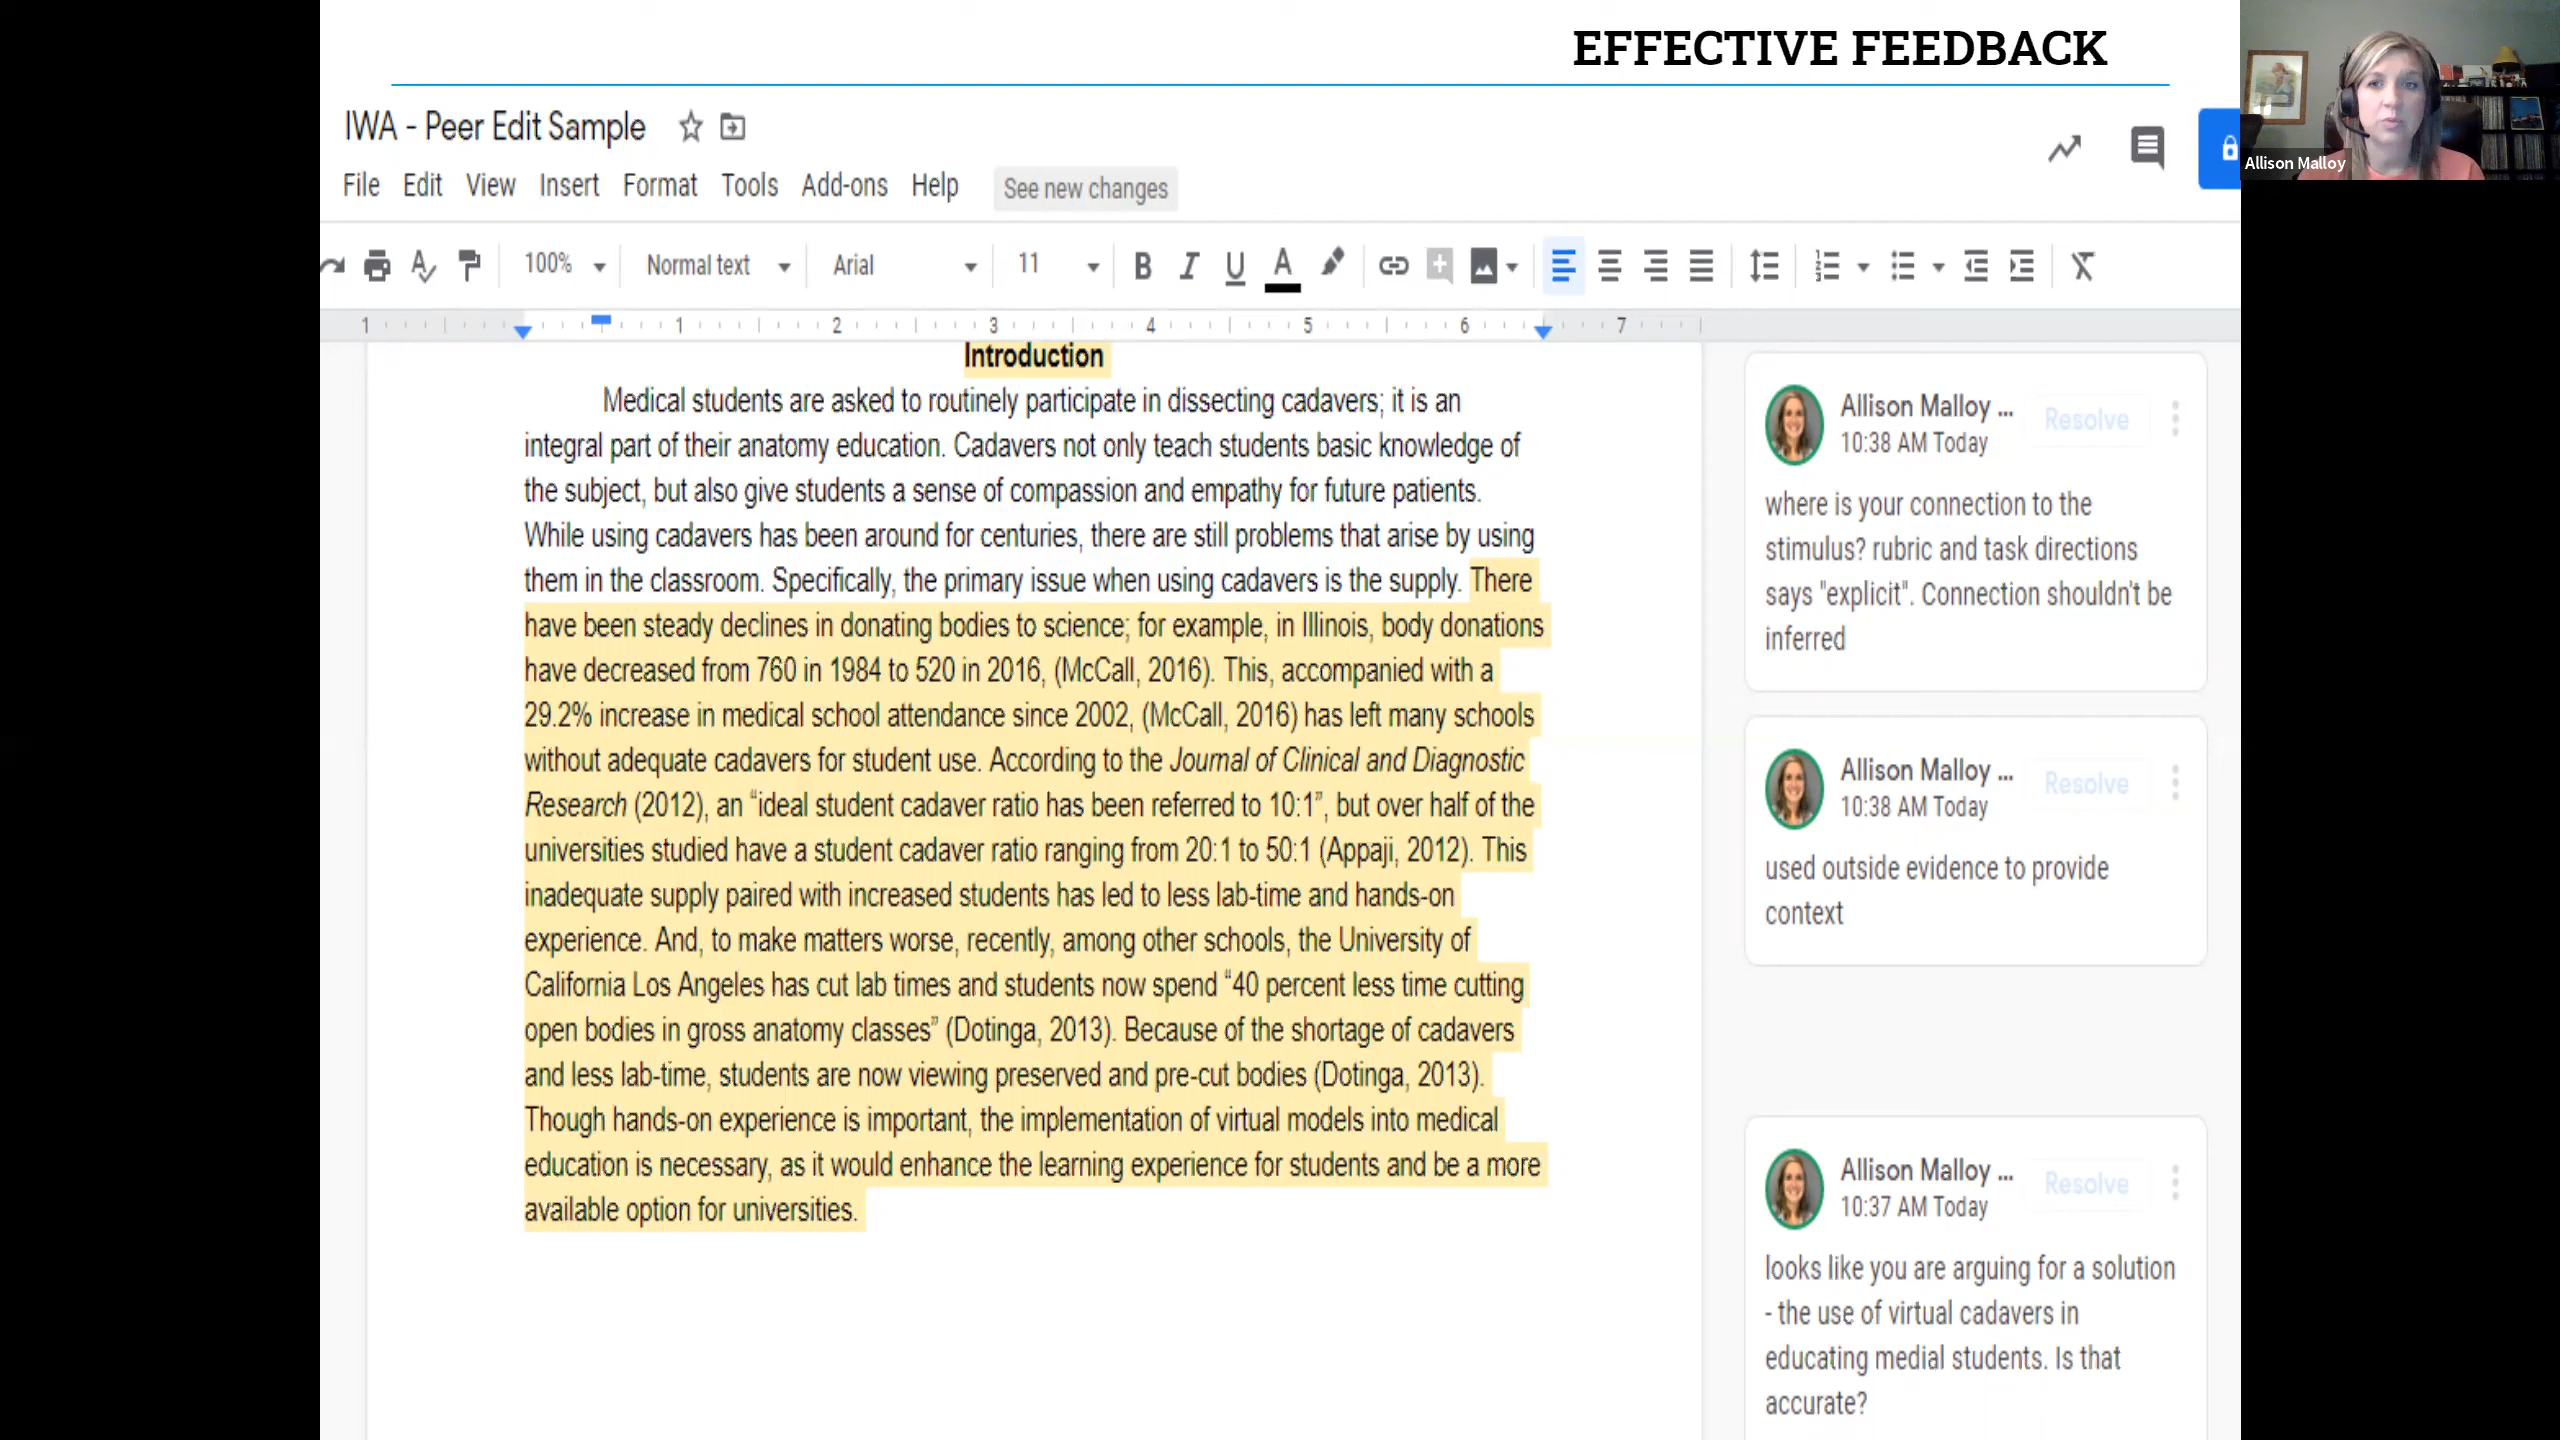 EFFECTIVE FEEDBACK
Allison Malloy
IWA - Peer Edit Sample
File Edit View Insert Format Tools Add-ons Help See new changes
100% Normal text Arial 11 B I U A
1 1 2 3 4 5 6 7
Introduction
Medical students are asked to routinely participate in dissecting cadavers; it is an
integral part of their anatomy education. Cadavers not only teach students basic knowledge of
the subject, but also give students a sense of compassion and empathy for future patients.
While using cadavers has been around for centuries, there are still problems that arise by using
them in the classroom. Specifically, the primary issue when using cadavers is the supply. There
have been steady declines in donating bodies to science; for example, in Illinois, body donations
have decreased from 760 in 1984 to 520 in 2016, (McCall, 2016). This, accompanied with a
29.2% increase in medical school attendance since 2002, (McCall, 2016) has left many schools
without adequate cadavers for student use. According to the Journal of Clinical and Diagnostic
Research (2012), an “ideal student cadaver ratio has been referred to 10:1”, but over half of the
universities studied have a student cadaver ratio ranging from 20:1 to 50:1 (Appaji, 2012). This
inadequate supply paired with increased students has led to less lab-time and hands-on
experience. And, to make matters worse, recently, among other schools, the University of
California Los Angeles has cut lab times and students now spend “40 percent less time cutting
open bodies in gross anatomy classes” (Dotinga, 2013). Because of the shortage of cadavers
and less lab-time, students are now viewing preserved and pre-cut bodies (Dotinga, 2013).
Though hands-on experience is important, the implementation of virtual models into medical
education is necessary, as it would enhance the learning experience for students and be a more
available option for universities.
Allison Malloy ...
Resolve
10:38 AM Today
where is your connection to the
stimulus? rubric and task directions
says "explicit". Connection shouldn't be
inferred
Allison Malloy ...
Resolve
10:38 AM Today
used outside evidence to provide
context
Allison Malloy ...
Resolve
10:37 AM Today
looks like you are arguing for a solution
- the use of virtual cadavers in
educating medial students. Is that
accurate?